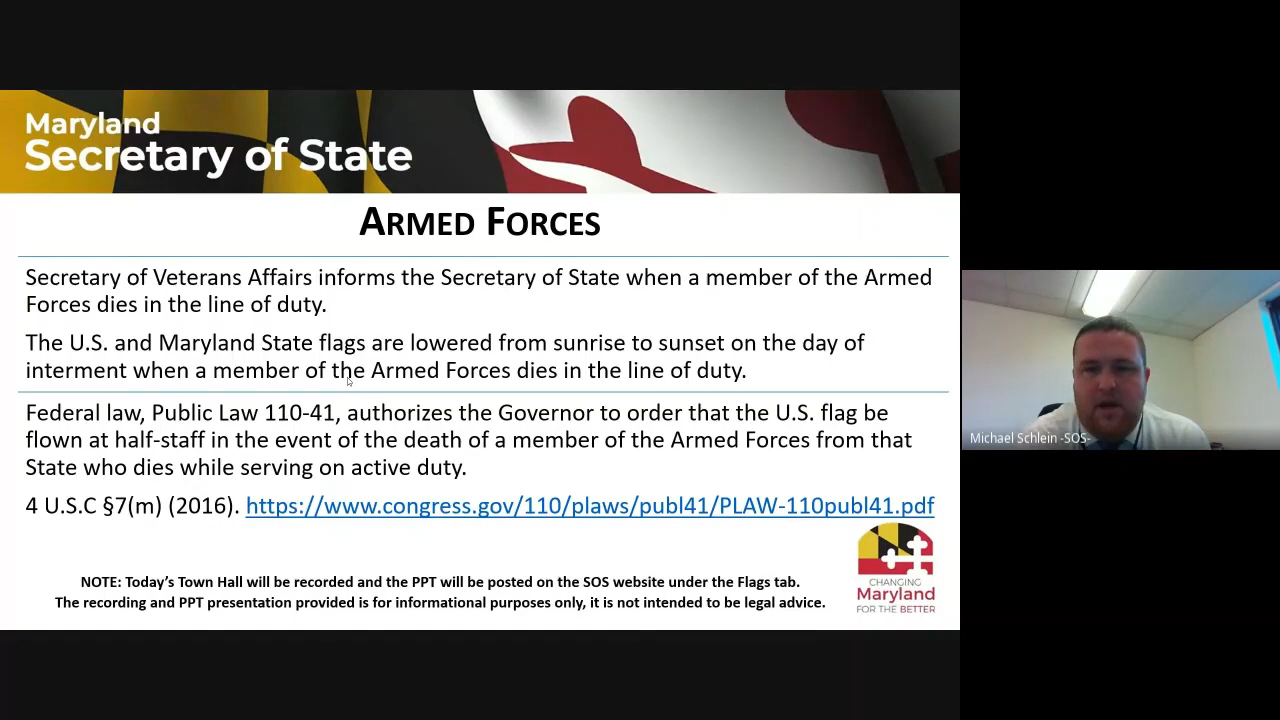 Maryland
Secretary of State
ARMED FORCES
Secretary of Veterans Affairs informs the Secretary of State when a member of the Armed
Forces dies in the line of duty.
The U.S. and Maryland State flags are lowered from sunrise to sunset on the day of
interment when a member of the Armed Forces dies in the line of duty.
Federal law, Public Law 110-41, authorizes the Governor to order that the U.S. flag be
flown at half-staff in the event of the death of a member of the Armed Forces from that
State who dies while serving on active duty.
4 U.S.C §7(m) (2016). https://www.congress.gov/110/plaws/publ41/PLAW-110publ41.pdf
NOTE: Today's Town Hall will be recorded and the PPT will be posted on the SOS website under the Flags tab.
The recording and PPT presentation provided is for informational purposes only, it is not intended to be legal advice.
CHANGING
Maryland
FOR THE BETTER
Michael Schlein -SOS-